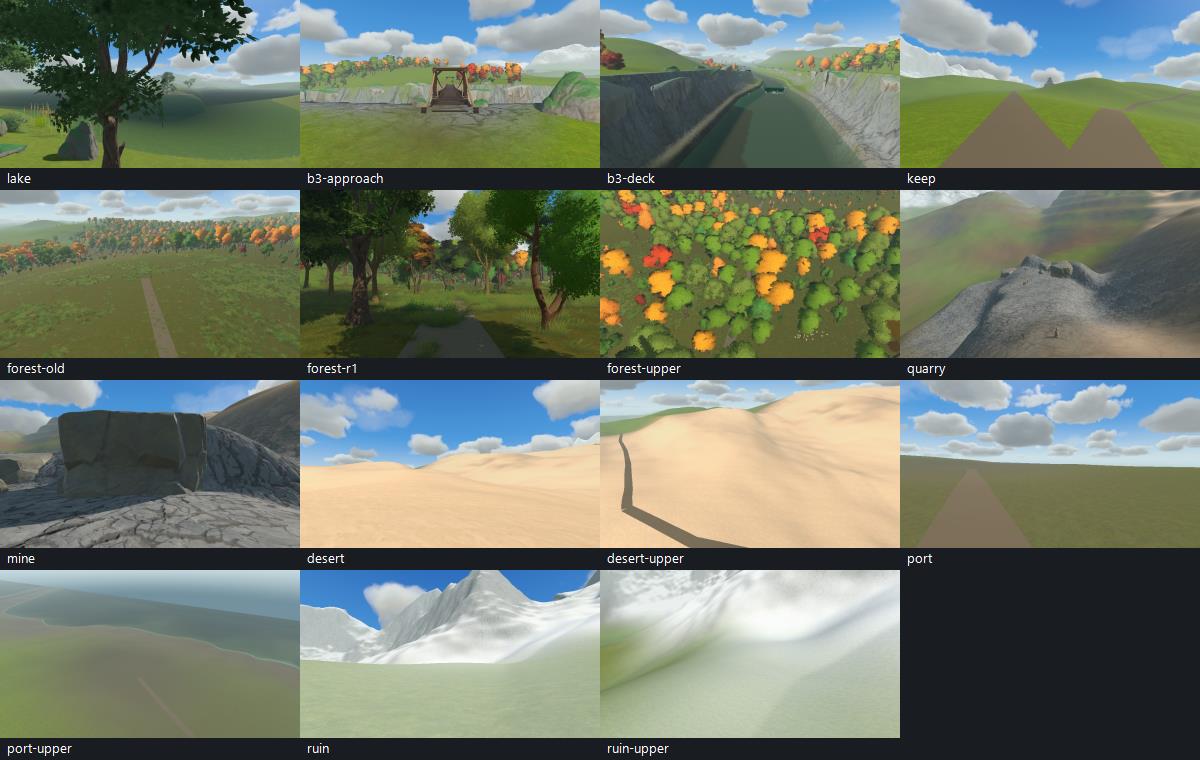 lake
b3-approach
b3-deck
keep
forest-old
forest-r1
forest-upper
quarry
mine
desert
desert-upper
port
port-upper
ruin
ruin-upper